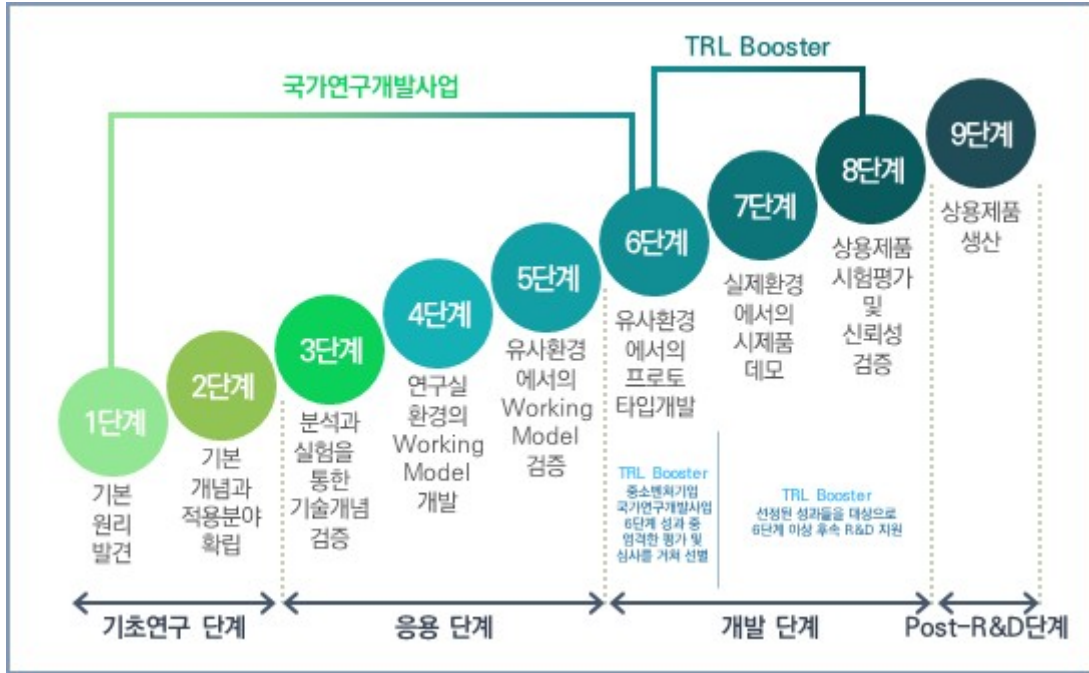 TRL Booster
국가연구개발사업
1단계
기본
원리
발견
2단계
기본
개념과
적용분야
확립
3단계
분석과
실험을
통한
기술개념
검증
4단계
연구실
환경의
Working
Model
개발
5단계
유사환경
에서의
Working
Model
검증
6단계
유사환경
에서의
프로토
타입개발
7단계
실제환경
에서의
시제품
데모
8단계
상용제품
시험평가
및
신뢰성
검증
9단계
상용제품
생산
TRL Booster
중소벤처기업
국가연구개발사업
6단계 성과 중
엄격한 평가 및
심사를 거쳐 선별
TRL Booster
선정된 성과들을 대상으로
6단계 이상 후속 R&D 지원
기초연구 단계
응용 단계
개발 단계
Post-R&D단계